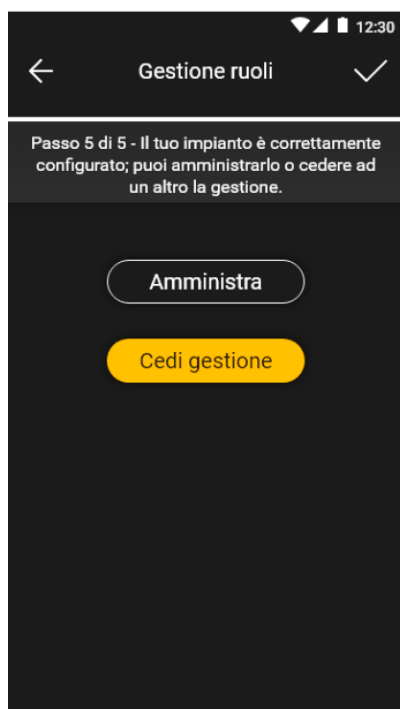 12:30
Gestione ruoli
Passo 5 di 5 - Il tuo impianto è correttamente
configurato; puoi amministrarlo o cedere ad
un altro la gestione.
Amministra
Cedi gestione